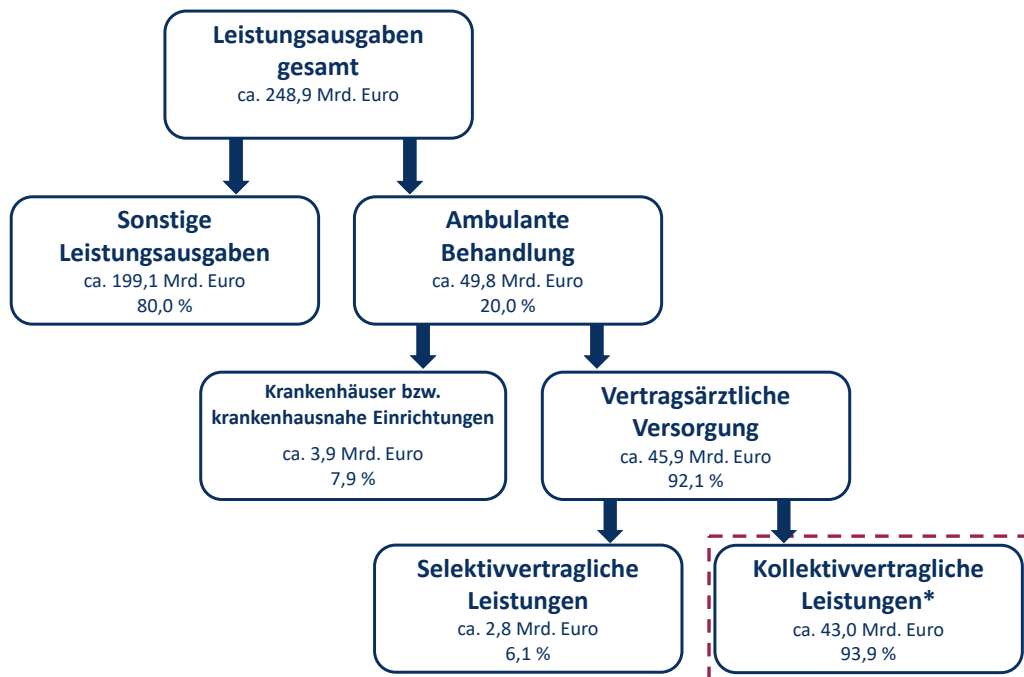 Leistungsausgaben
gesamt
ca. 248,9 Mrd. Euro
Sonstige
Leistungsausgaben
ca. 199,1 Mrd. Euro
80,0 %
Ambulante
Behandlung
ca. 49,8 Mrd. Euro
20,0 %
Krankenhäuser bzw.
krankenhausnahe Einrichtungen
ca. 3,9 Mrd. Euro
7,9 %
Vertragsärztliche
Versorgung
ca. 45,9 Mrd. Euro
92,1 %
Selektivvertragliche
Leistungen
ca. 2,8 Mrd. Euro
6,1 %
Kollektivvertragliche
Leistungen*
ca. 43,0 Mrd. Euro
93,9 %